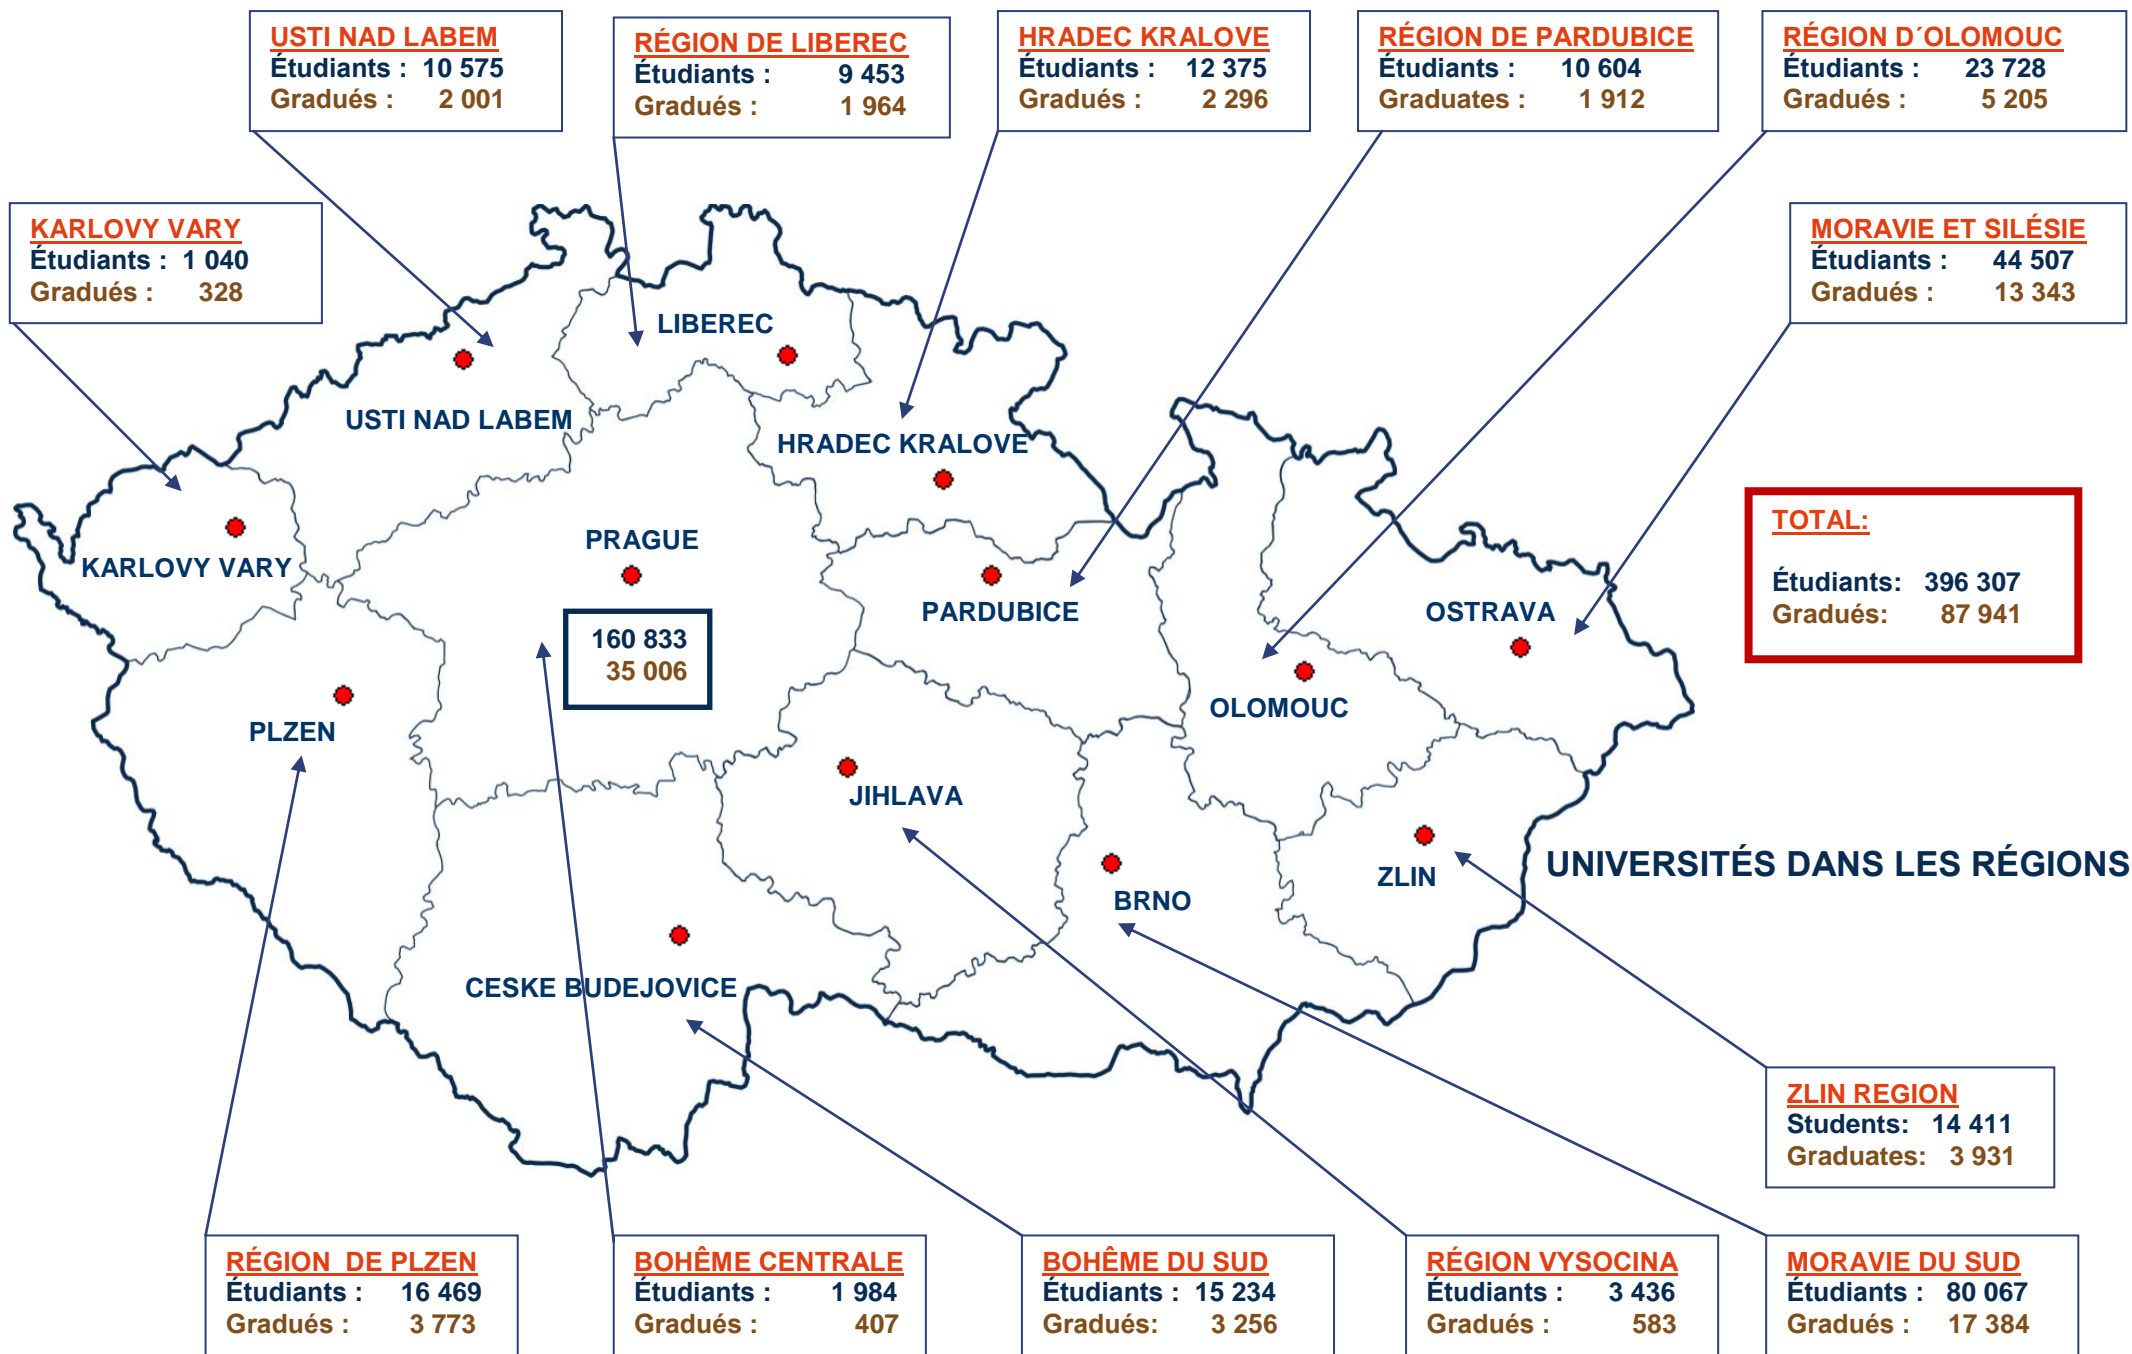 USTI NAD LABEM
Étudiants : 10 575
Gradués : 2 001
RÉGION DE LIBEREC
Étudiants : 9 453
Gradués : 1 964
HRADEC KRALOVE
Étudiants : 12 375
Gradués : 2 296
RÉGION DE PARDUBICE
Étudiants : 10 604
Graduates : 1 912
RÉGION D´OLOMOUC
Étudiants : 23 728
Gradués : 5 205
KARLOVY VARY
Étudiants : 1 040
Gradués : 328
MORAVIE ET SILÉSIE
Étudiants : 44 507
Gradués : 13 343
LIBEREC
USTI NAD LABEM
HRADEC KRALOVE
TOTAL:
Étudiants: 396 307
Gradués: 87 941
PRAGUE
160 833
35 006
KARLOVY VARY
PARDUBICE
OSTRAVA
OLOMOUC
PLZEN
JIHLAVA
ZLIN
UNIVERSITÉS DANS LES RÉGIONS
BRNO
CESKE BUDEJOVICE
ZLIN REGION
Students: 14 411
Graduates: 3 931
RÉGION DE PLZEN
Étudiants : 16 469
Gradués : 3 773
BOHÊME CENTRALE
Étudiants : 1 984
Gradués : 407
BOHÊME DU SUD
Étudiants : 15 234
Gradués: 3 256
RÉGION VYSOCINA
Étudiants : 3 436
Gradués : 583
MORAVIE DU SUD
Étudiants : 80 067
Gradués : 17 384